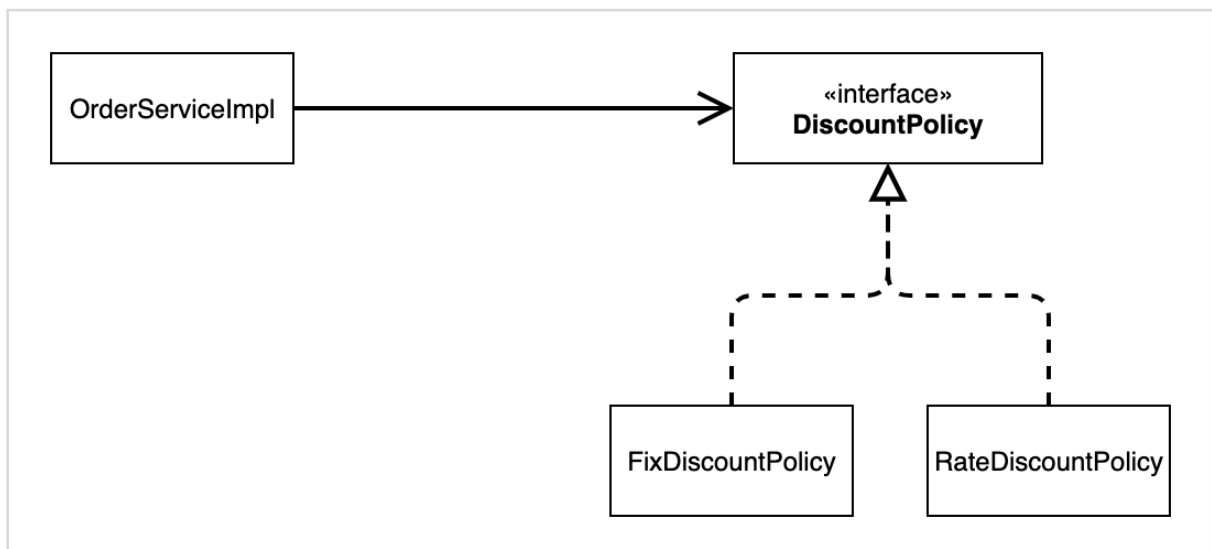 OrderServiceImpl
«interface»
DiscountPolicy
FixDiscountPolicy
RateDiscountPolicy